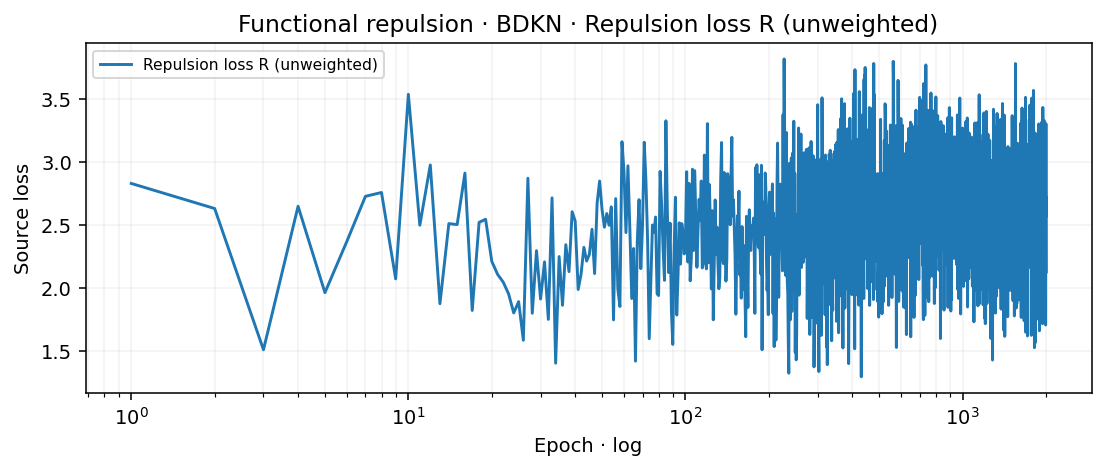 Functional repulsion · BDKN · Repulsion loss R (unweighted)
Repulsion loss R (unweighted)
Source loss
3.5
3.0
2.5
2.0
1.5
10⁰ 10¹ 10² 10³
Epoch · log